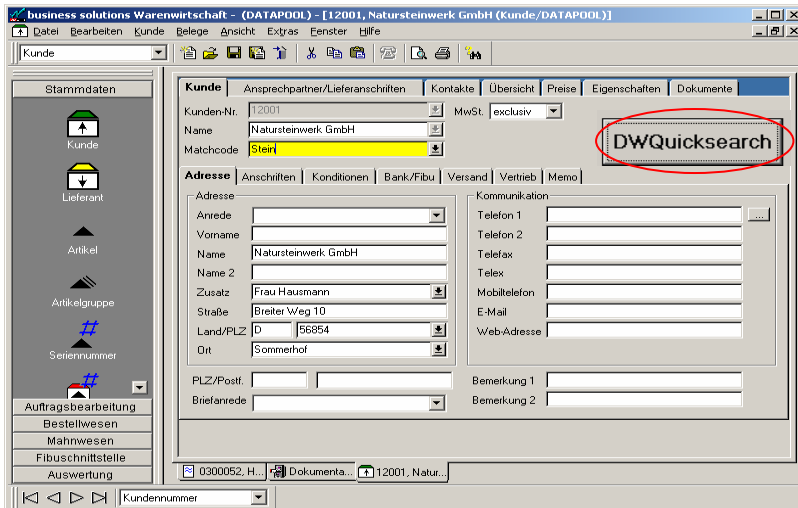 business solutions Warenwirtschaft - (DATAPOOL) - [12001, Natursteinwerk GmbH (Kunde/DATAPOOL)]
Datei Bearbeiten Kunde Belege Ansicht Extras Fenster Hilfe
Kunde
Stammdaten
Kunde
Lieferant
Artikel
Artikelgruppe
Seriennummer
Auftragsbearbeitung
Bestellwesen
Mahnwesen
Fibuschnittstelle
Auswertung
Kunde Ansprechpartner/Lieferanschriften Kontakte Übersicht Preise Eigenschaften Dokumente
Kunden-Nr. 12001 MwSt. exclusiv
Name Natursteinwerk GmbH
Matchcode Stein
DWQuicksearch
Adresse Anschriften Konditionen Bank/Fibu Versand Vertrieb Memo
Adresse
Anrede
Vorname
Name Natursteinwerk GmbH
Name 2
Zusatz Frau Hausmann
Straße Breiter Weg 10
Land/PLZ D 56854
Ort Sommerhof
PLZ/Postf.
Briefanrede
Kommunikation
Telefon 1 ...
Telefon 2
Telefax
Telex
Mobiltelefon
E-Mail
Web-Adresse
Bemerkung 1
Bemerkung 2
0300052, H... Dokumenta... 12001, Natur...
Kundennummer